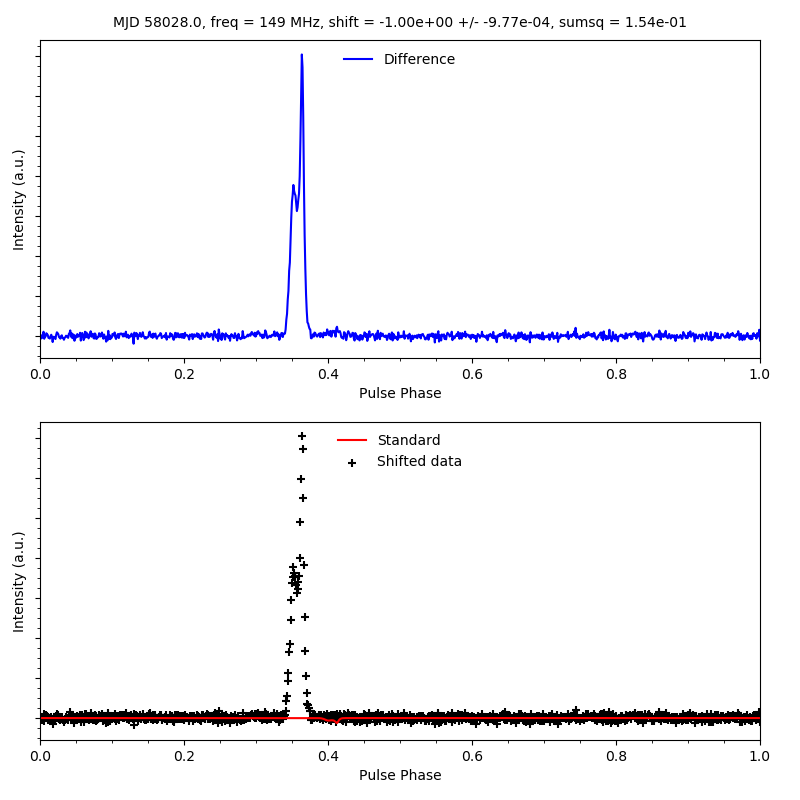 MJD 58028.0, freq = 149 MHz, shift = -1.00e+00 +/- -9.77e-04, sumsq = 1.54e-01
Difference
Intensity (a.u.)
0.0 0.2 0.4 0.6 0.8 1.0
Pulse Phase
Standard
Shifted data
Intensity (a.u.)
0.0 0.2 0.4 0.6 0.8 1.0
Pulse Phase